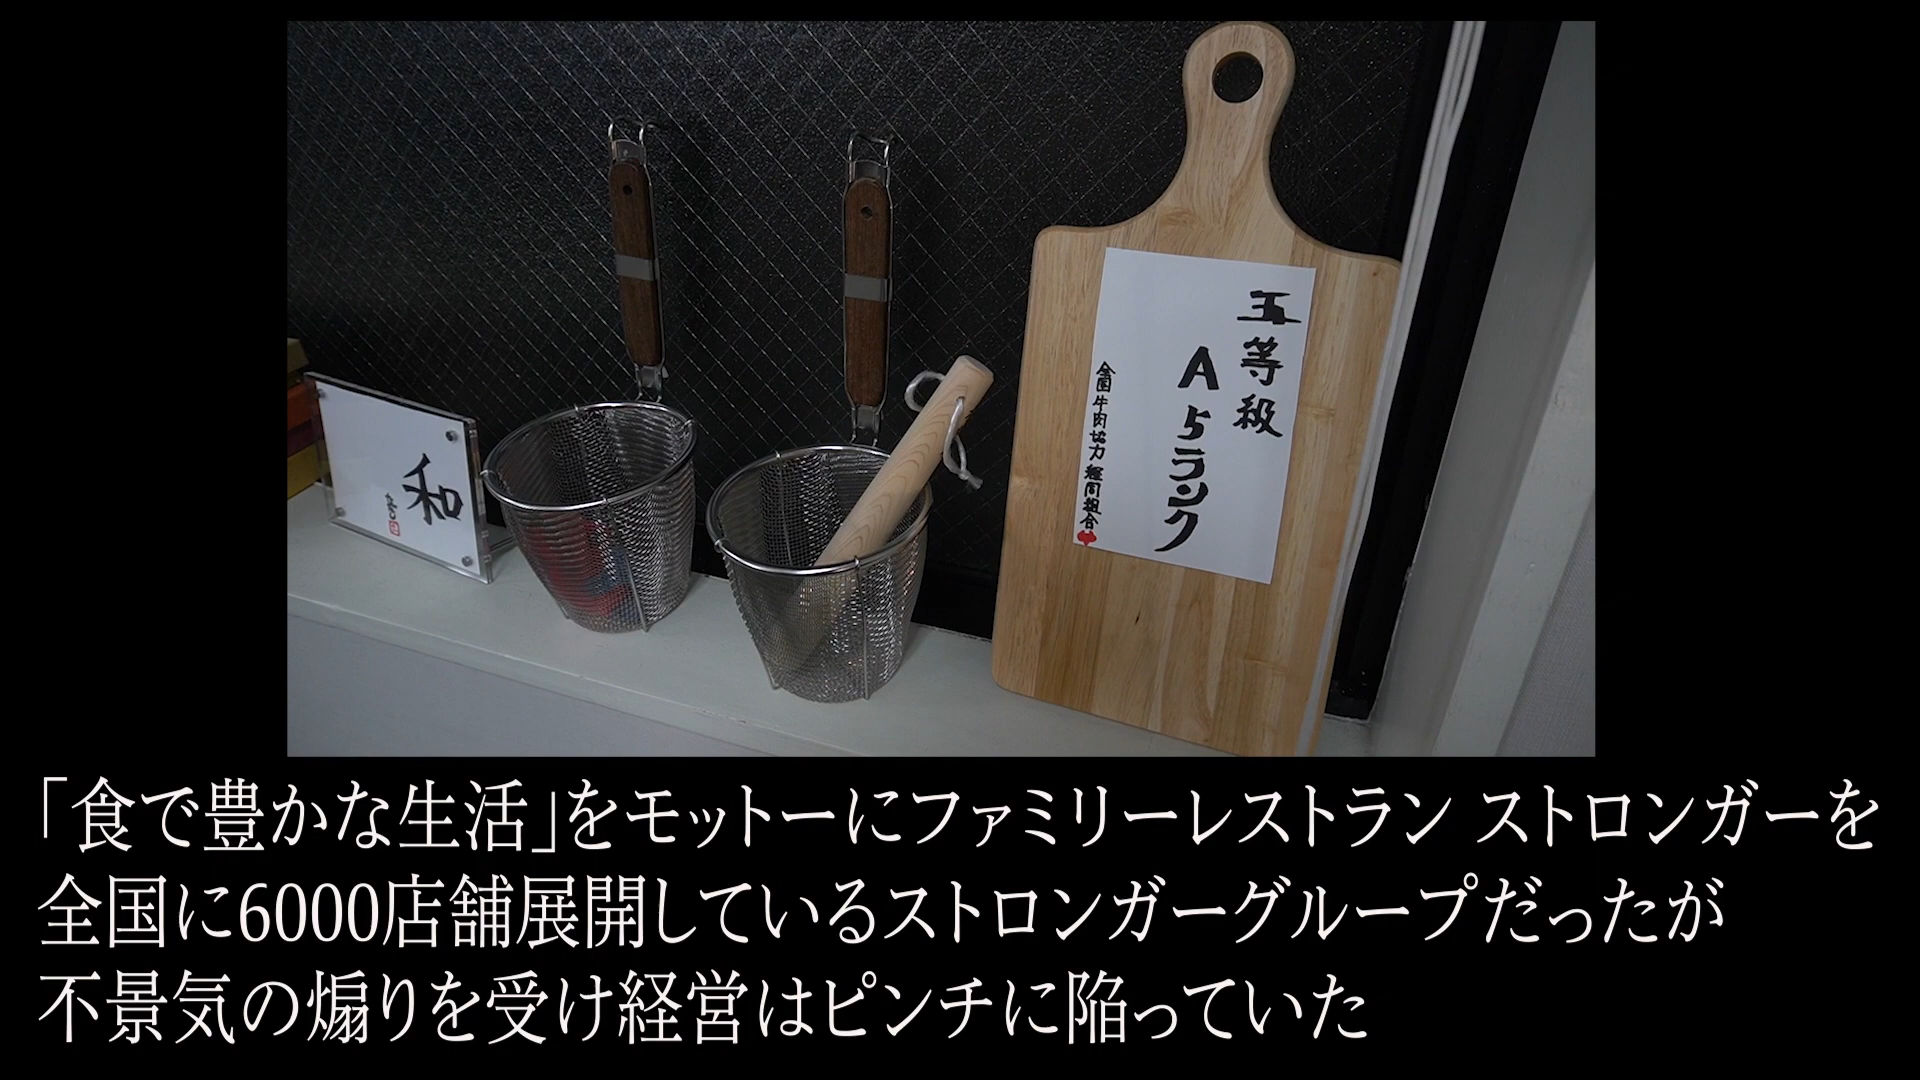 和
五等級
A5ランク
全国牛肉協力
組合
「食で豊かな生活」をモットーにファミリーレストラン ストロンガーを
全国に6000店舗展開しているストロンガーグループだったが
不景気の煽りを受け経営はピンチに陥っていた